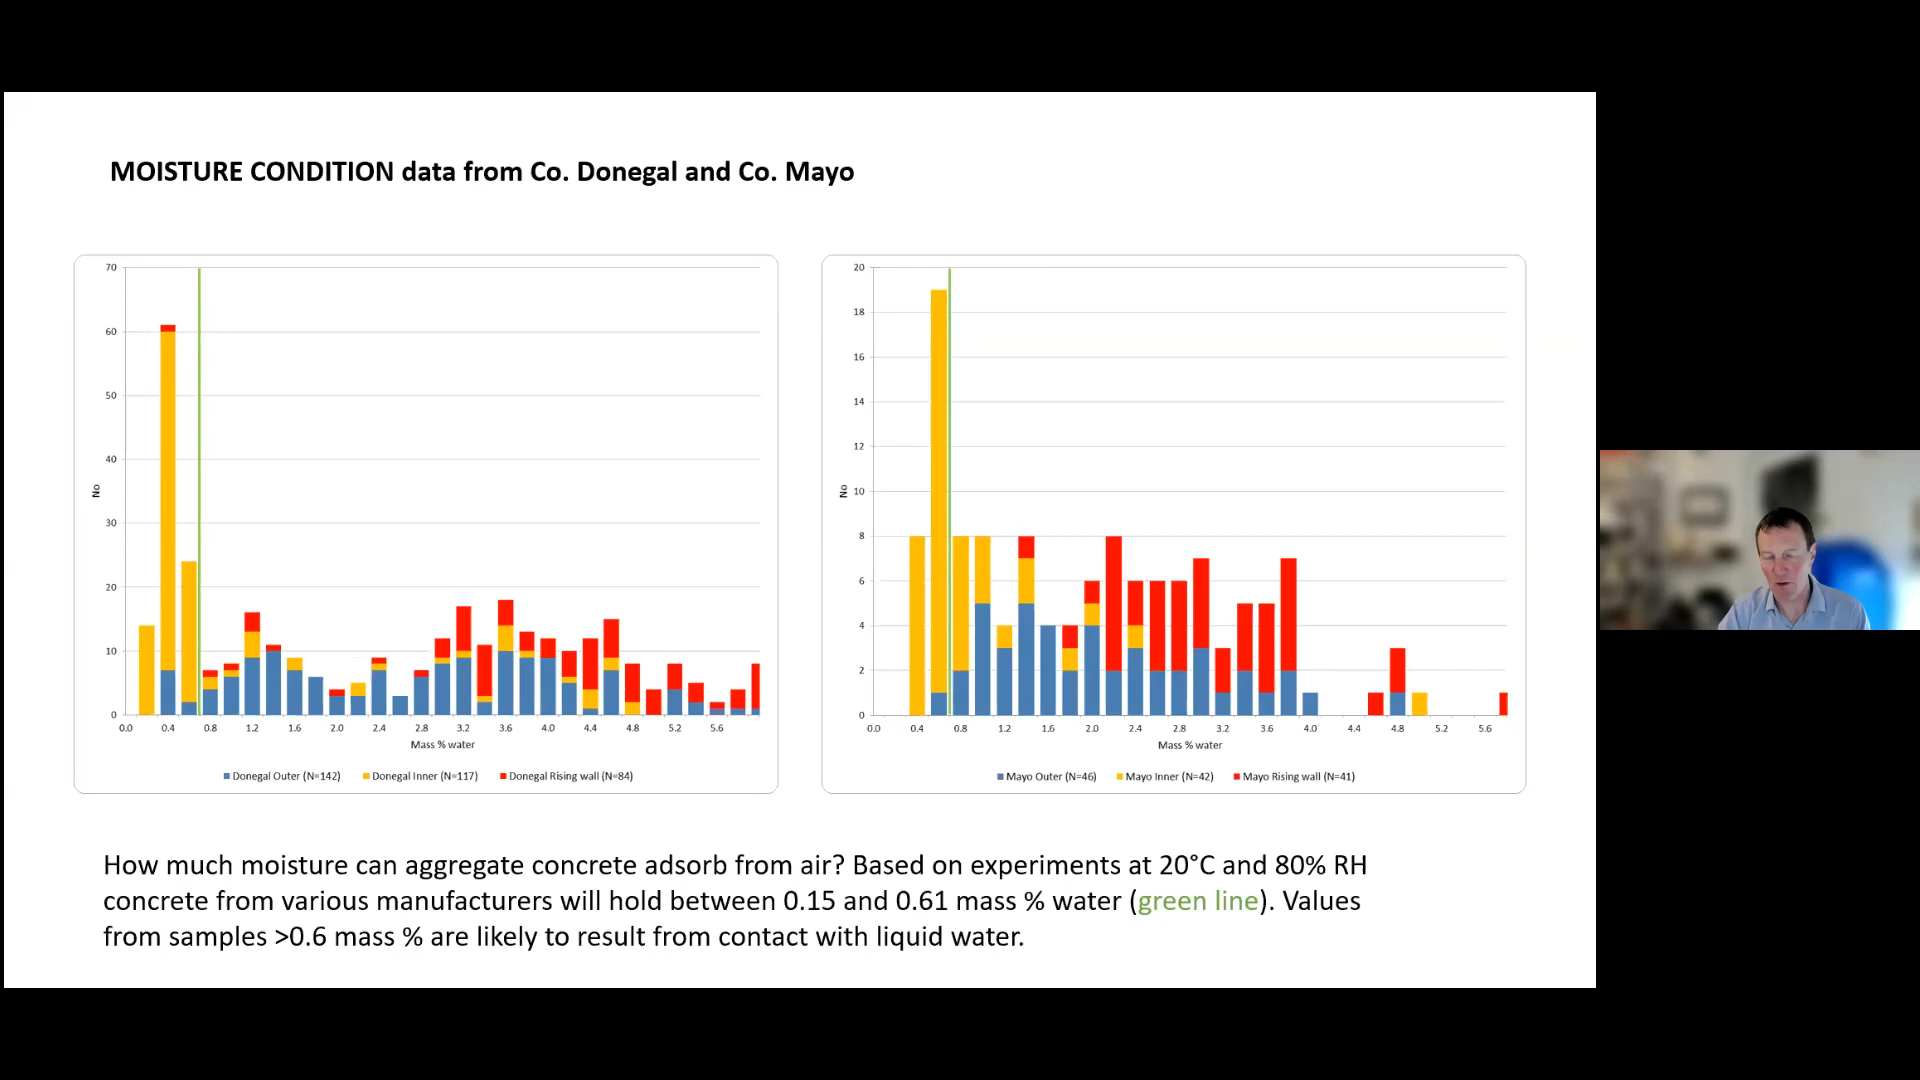 MOISTURE CONDITION data from Co. Donegal and Co. Mayo
70
60
50
40
30
20
10
0
No
0.0 0.4 0.8 1.2 1.6 2.0 2.4 2.8 3.2 3.6 4.0 4.4 4.8 5.2 5.6
Mass % water
Donegal Outer (N=142) Donegal Inner (N=117) Donegal Rising wall (N=84)
20
18
16
14
12
10
8
6
4
2
0
No
0.0 0.4 0.8 1.2 1.6 2.0 2.4 2.8 3.2 3.6 4.0 4.4 4.8 5.2 5.6
Mass % water
Mayo Outer (N=46) Mayo Inner (N=42) Mayo Rising wall (N=41)
How much moisture can aggregate concrete adsorb from air? Based on experiments at 20°C and 80% RH
concrete from various manufacturers will hold between 0.15 and 0.61 mass % water (green line). Values
from samples >0.6 mass % are likely to result from contact with liquid water.